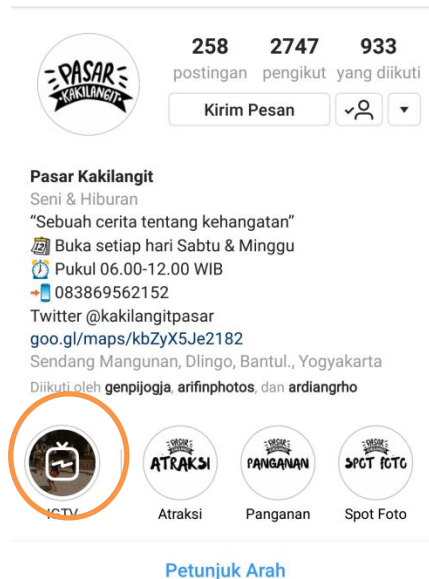 PASAR
KAKILANGIT
258 2747 933
postingan pengikut yang diikuti
Kirim Pesan
Pasar Kakilangit
Seni & Hiburan
“Sebuah cerita tentang kehangatan”
Buka setiap hari Sabtu & Minggu
Pukul 06.00-12.00 WIB
083869562152
Twitter @kakilangitpasar
goo.gl/maps/kbZyX5Je2182
Sendang Mangunan, Dlingo, Bantul., Yogyakarta
Diikuti oleh genpijogja, arifinphotos, dan ardiangrho
PASAR PASAR PASAR
ATRAKSI PANGANAN SPOT FOTO
IGTV Atraksi Panganan Spot Foto
Petunjuk Arah